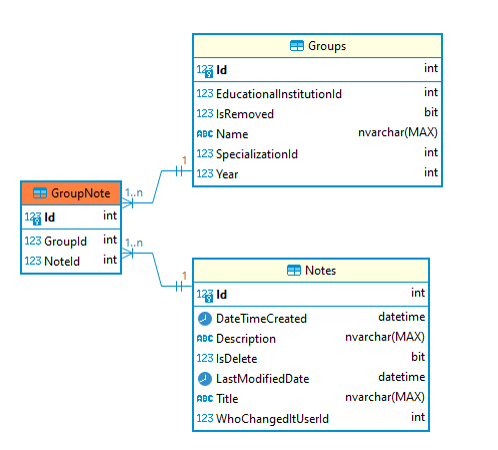 Groups
123 Id int
123 EducationalInstitutionId int
123 IsRemoved bit
ABC Name nvarchar(MAX)
123 SpecializationId int
123 Year int
1
1..n
GroupNote
123 Id int
123 GroupId int
123 NoteId int
1..n
1
Notes
123 Id int
DateTimeCreated datetime
ABC Description nvarchar(MAX)
123 IsDelete bit
LastModifiedDate datetime
ABC Title nvarchar(MAX)
123 WhoChangedItUserId int